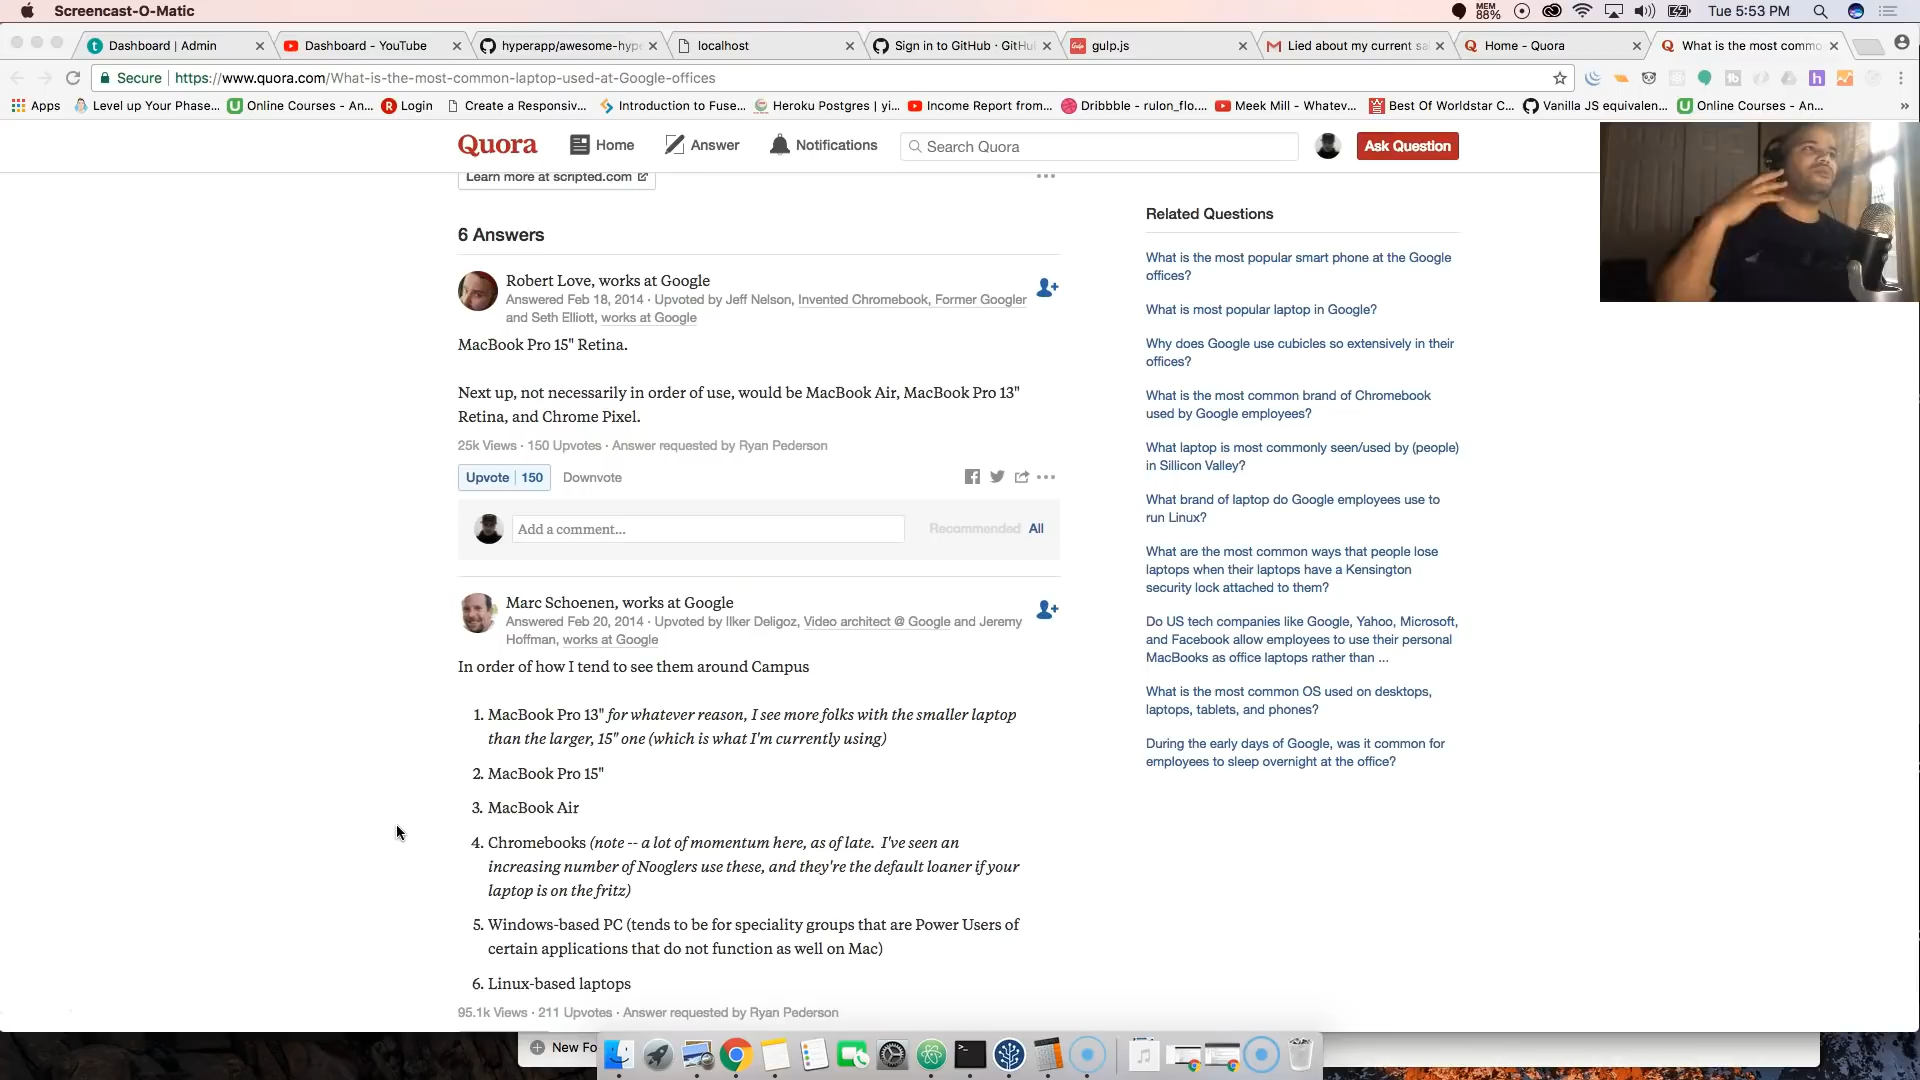 Screencast-O-Matic
MEM
88%
Tue 5:53 PM
Dashboard | Admin
Dashboard - YouTube
hyperapp/awesome-hype
localhost
Sign in to GitHub · GitHu
gulp.js
Lied about my current sa
Home - Quora
What is the most commo
Secure
https://www.quora.com/What-is-the-most-common-laptop-used-at-Google-offices
Apps
Level up Your Phase...
Online Courses - An...
Login
Create a Responsiv...
Introduction to Fuse...
Heroku Postgres | yi...
Income Report from...
Dribbble - rulon_flo....
Meek Mill - Whatev...
Best Of Worldstar C...
Vanilla JS equivalen...
Online Courses - An...
»
Quora
Home
Answer
Notifications
Search Quora
Ask Question
Learn more at scripted.com
6 Answers
Robert Love, works at Google
Answered Feb 18, 2014 · Upvoted by Jeff Nelson, Invented Chromebook, Former Googler
and Seth Elliott, works at Google
MacBook Pro 15" Retina.
Next up, not necessarily in order of use, would be MacBook Air, MacBook Pro 13"
Retina, and Chrome Pixel.
25k Views · 150 Upvotes · Answer requested by Ryan Pederson
Upvote 150
Downvote
Add a comment...
Recommended All
Marc Schoenen, works at Google
Answered Feb 20, 2014 · Upvoted by Ilker Deligoz, Video architect @ Google and Jeremy
Hoffman, works at Google
In order of how I tend to see them around Campus
1. MacBook Pro 13" for whatever reason, I see more folks with the smaller laptop
than the larger, 15" one (which is what I'm currently using)
2. MacBook Pro 15"
3. MacBook Air
4. Chromebooks (note -- a lot of momentum here, as of late. I've seen an
increasing number of Nooglers use these, and they're the default loaner if your
laptop is on the fritz)
5. Windows-based PC (tends to be for speciality groups that are Power Users of
certain applications that do not function as well on Mac)
6. Linux-based laptops
95.1k Views · 211 Upvotes · Answer requested by Ryan Pederson
Related Questions
What is the most popular smart phone at the Google
offices?
What is most popular laptop in Google?
Why does Google use cubicles so extensively in their
offices?
What is the most common brand of Chromebook
used by Google employees?
What laptop is most commonly seen/used by (people)
in Sillicon Valley?
What brand of laptop do Google employees use to
run Linux?
What are the most common ways that people lose
laptops when their laptops have a Kensington
security lock attached to them?
Do US tech companies like Google, Yahoo, Microsoft,
and Facebook allow employees to use their personal
MacBooks as office laptops rather than ...
What is the most common OS used on desktops,
laptops, tablets, and phones?
During the early days of Google, was it common for
employees to sleep overnight at the office?
New Fo